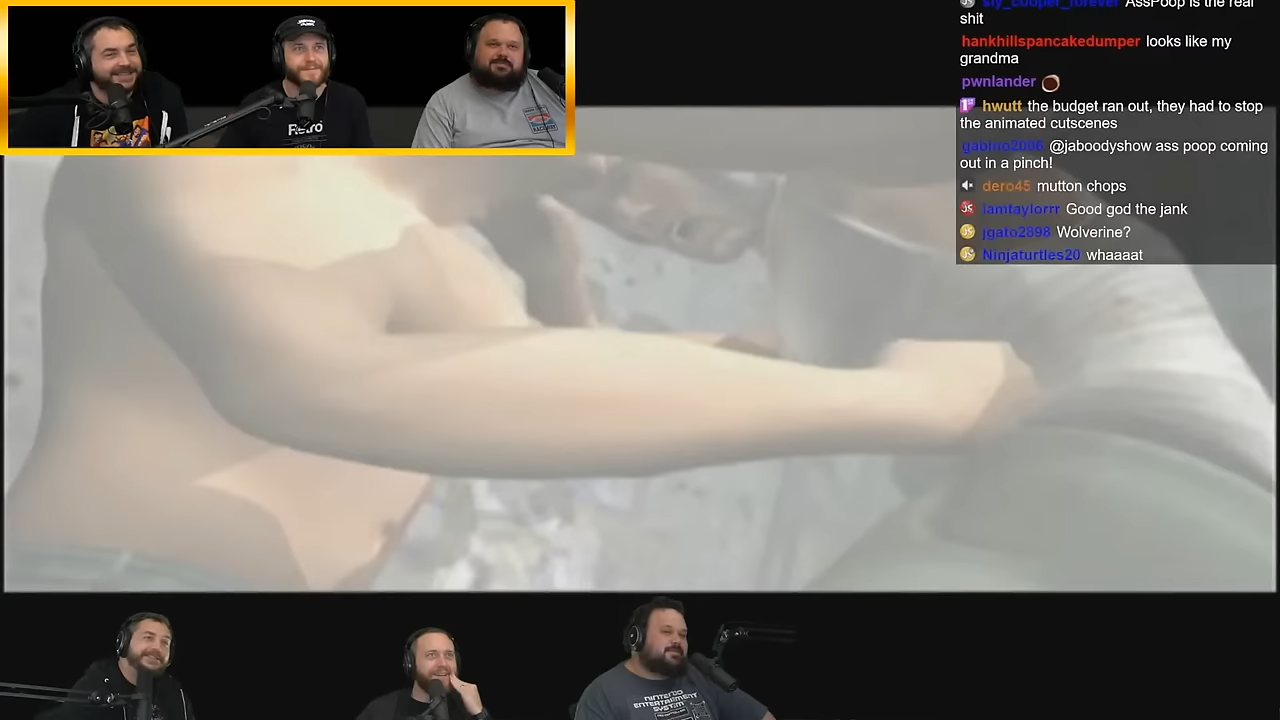 sly_cooper_forever AssPoop is the real
shit
hankhillspancakedumper looks like my
grandma
pwnlander
hwutt the budget ran out, they had to stop
the animated cutscenes
gabino2006 @jaboodyshow ass poop coming
out in a pinch!
dero45 mutton chops
iamtaylorrr Good god the jank
jgato2898 Wolverine?
Ninjaturtles20 whaaaat
Retro
NINTENDO
ENTERTAINMENT
SYSTEM